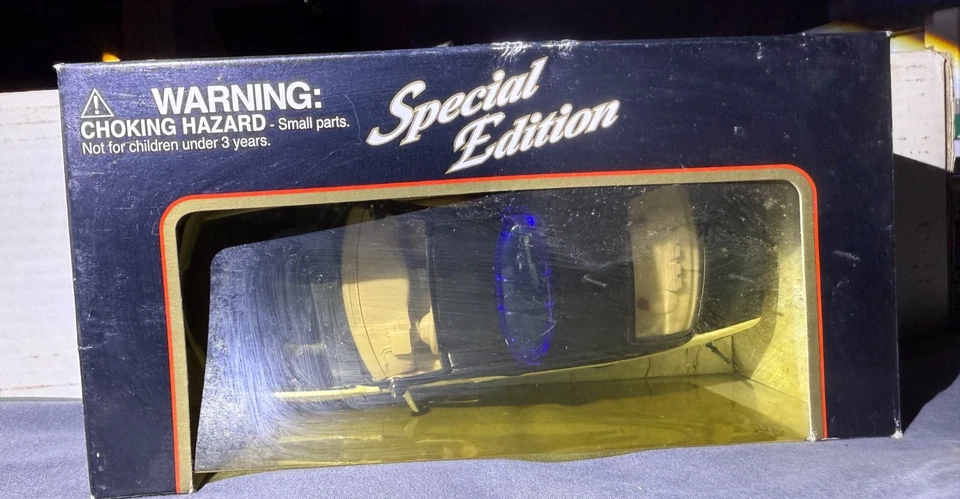 WARNING:
CHOKING HAZARD - Small parts.
Not for children under 3 years.
Special
Edition